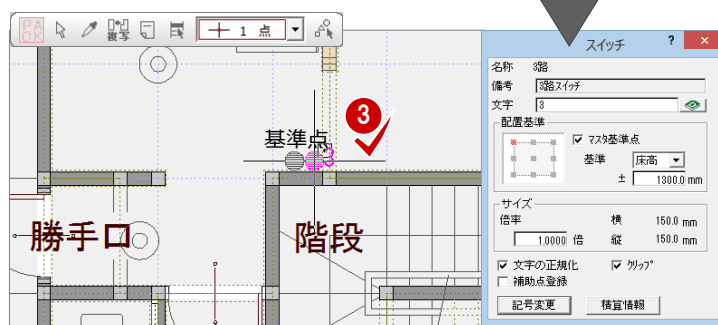 PACK
複写
1 点
3
基準点
3
勝手口
階段
スイッチ
? ×
名称 3路
備考 3路スイッチ
文字 3
配置基準
マスタ基準点
基準 床高
± 1300.0 mm
サイズ
倍率 横 150.0 mm
1.0000 倍 縦 150.0 mm
文字の正規化 クリップ
補助点登録
記号変更 積算情報